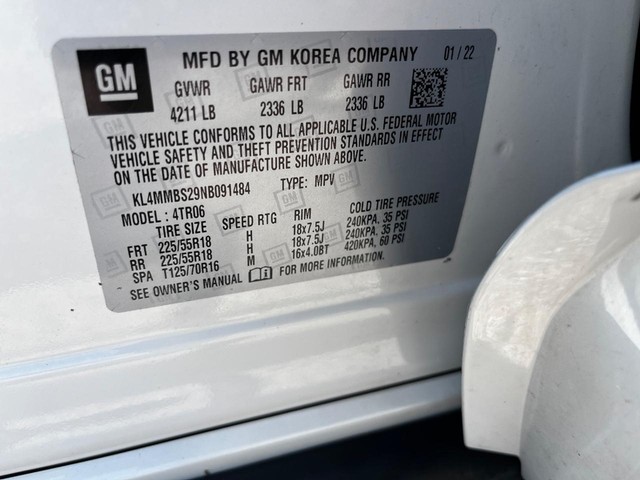 GM MFD BY GM KOREA COMPANY 01/22
GVWR GAWR FRT GAWR RR
4211 LB 2336 LB 2336 LB
THIS VEHICLE CONFORMS TO ALL APPLICABLE U.S. FEDERAL MOTOR
VEHICLE SAFETY AND THEFT PREVENTION STANDARDS IN EFFECT
ON THE DATE OF MANUFACTURE SHOWN ABOVE.
KL4MMBS29NB091484 TYPE: MPV
MODEL: 4TR06
TIRE SIZE SPEED RTG RIM COLD TIRE PRESSURE
FRT 225/55R18 H 18x7.5J 240KPA, 35 PSI
RR 225/55R18 H 18x7.5J 240KPA, 35 PSI
SPA T125/70R16 M 16x4.0BT 420KPA, 60 PSI
SEE OWNER'S MANUAL FOR MORE INFORMATION.